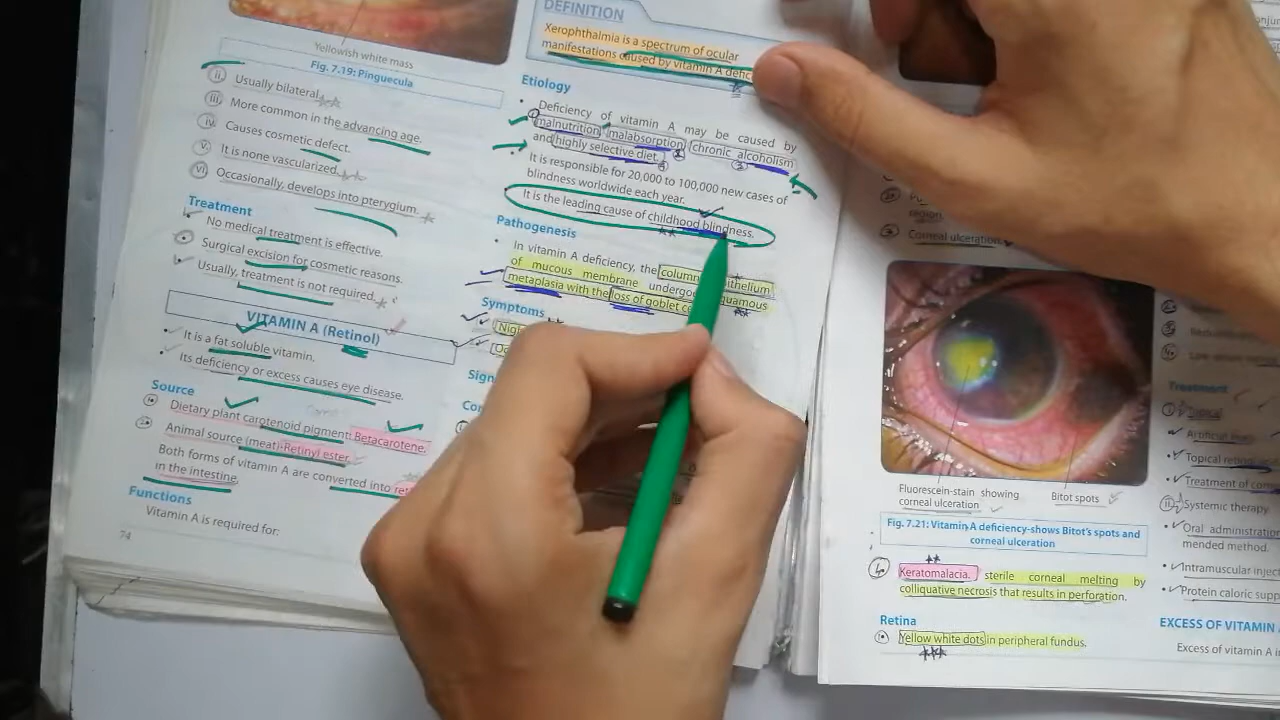 Yellowish white mass
Fig. 7.19: Pinguecula
ii Usually bilateral.
iii More common in the advancing age.
iv Causes cosmetic defect.
v It is none vascularized.
vi Occasionally, develops into pterygium.
Treatment
• No medical treatment is effective.
• Surgical excision for cosmetic reasons.
• Usually, treatment is not required.
VITAMIN A (Retinol)
• It is a fat soluble vitamin.
• Its deficiency or excess causes eye disease.
Source
Dietary plant carotenoid pigment: Betacarotene.
Animal source (meat)-Retinyl ester.
Both forms of vitamin A are converted into
in the intestine.
Functions
Vitamin A is required for:
74
DEFINITION
Xerophthalmia is a spectrum of ocular
manifestations caused by vitamin A
Etiology
• Deficiency of vitamin A may be caused by
malnutrition, malabsorption, chronic alcoholism
and highly selective diet.
• It is responsible for 20,000 to 100,000 new cases of
blindness worldwide each year.
• It is the leading cause of childhood blindness.
Pathogenesis
• In vitamin A deficiency, the
of mucous membrane
metaplasia with the loss of goblet
Symptoms
Corneal ulceration.
Fluorescein-stain showing
corneal ulceration
Bitot spots
Fig. 7.21: Vitamin A deficiency-shows Bitot's spots and
corneal ulceration
Keratomalacia. sterile corneal melting by
colliquative necrosis that results in perforation.
Retina
Yellow white dots in peripheral fundus.
Treatment
Topical
Topical
Treatment of
Systemic therapy
• Oral administration
mended method.
• Intramuscular
• Protein caloric
EXCESS OF VITAMIN
Excess of vitamin A